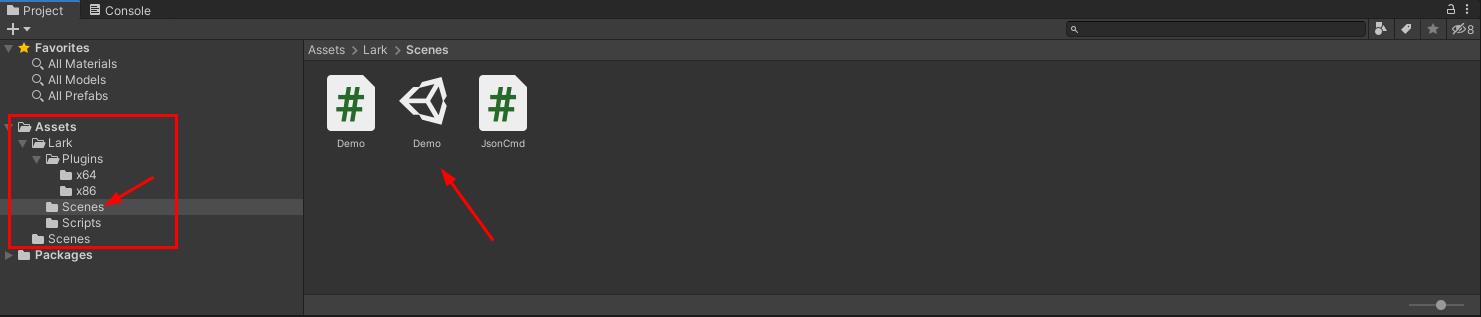 Project
Console
Favorites
All Materials
All Models
All Prefabs
Assets
Lark
Plugins
x64
x86
Scenes
Scripts
Scenes
Packages
8
Assets > Lark > Scenes
#
#
Demo
Demo
JsonCmd